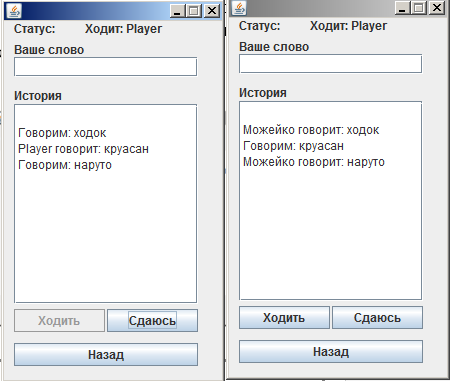 Статус: Ходит: Player
Ваше слово
История
Говорим: ходок
Player говорит: круасан
Говорим: наруто
Ходить Сдаюсь
Назад
Статус: Ходит: Player
Ваше слово
История
Можейко говорит: ходок
Говорим: круасан
Можейко говорит: наруто
Ходить Сдаюсь
Назад